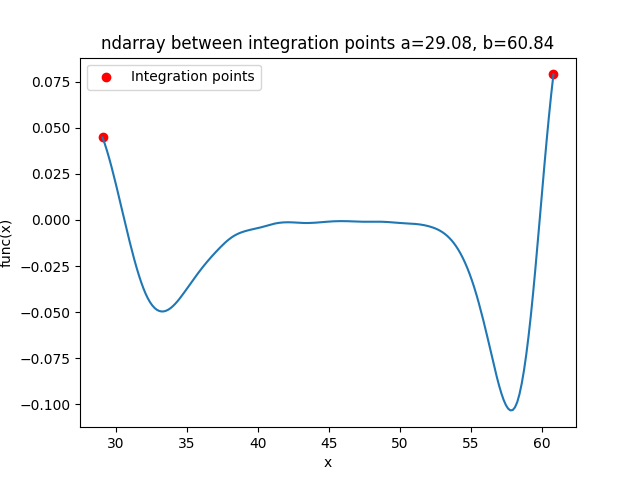 ndarray between integration points a=29.08, b=60.84
Integration points
0.075
0.050
0.025
0.000
−0.025
−0.050
−0.075
−0.100
func(x)
30 35 40 45 50 55 60
x